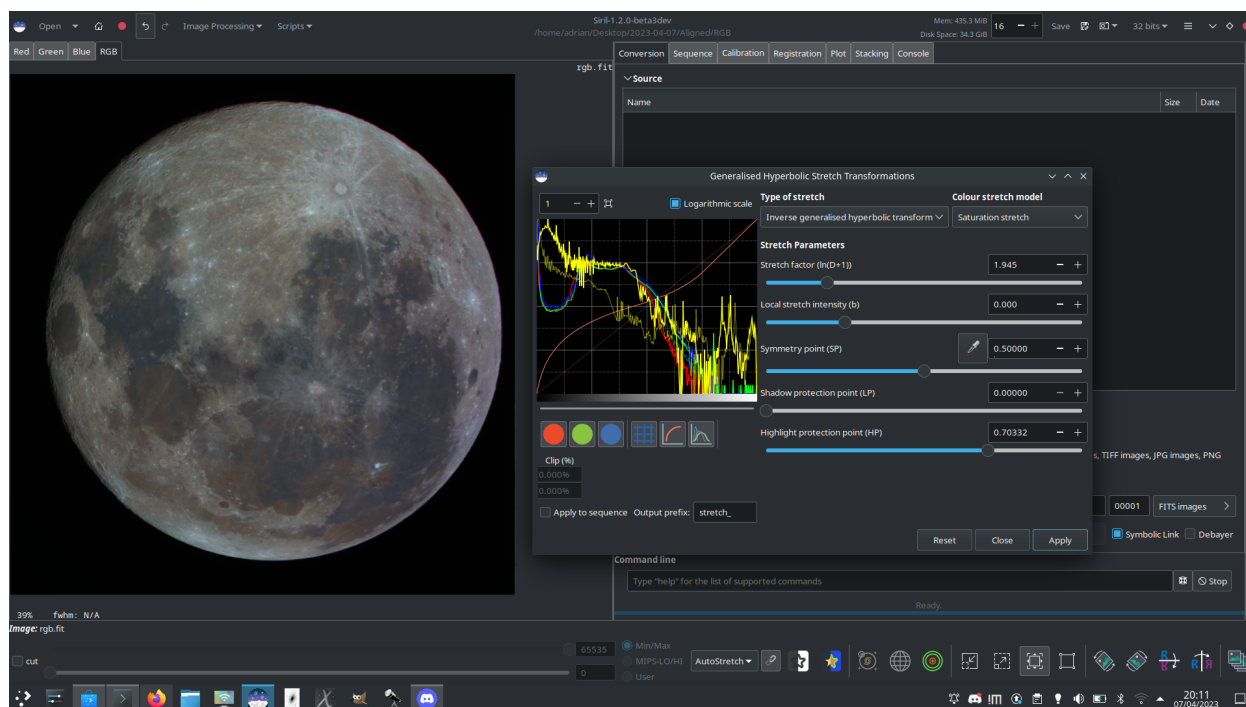 Open
Image Processing
Scripts
Siril-1.2.0-beta3dev
/home/adrian/Desktop/2023-04-07/Aligned/RGB
Mem: 435.3 MiB
Disk Space: 34.3 GiB
16 − +
Save
32 bits
Red Green Blue RGB
rgb.fit
Conversion Sequence Calibration Registration Plot Stacking Console
Source
Name Size Date
Generalised Hyperbolic Stretch Transformations
1 − +
Logarithmic scale
Type of stretch
Colour stretch model
Inverse generalised hyperbolic transform
Saturation stretch
Stretch Parameters
Stretch factor (ln(D+1)) 1.945 − +
Local stretch intensity (b) 0.000 − +
Symmetry point (SP) 0.50000 − +
Shadow protection point (LP) 0.00000 − +
Highlight protection point (HP) 0.70332 − +
Clip (%)
0.000%
0.000%
Apply to sequence Output prefix: stretch_
Reset Close Apply
s, TIFF images, JPG images, PNG
00001 FITS images
Symbolic Link Debayer
Command line
Type "help" for the list of supported commands
Stop
Ready.
39% fwhm: N/A
Image: rgb.fit
cut
65535
0
Min/Max
MIPS-LO/HI
User
AutoStretch
20:11
07/04/2023